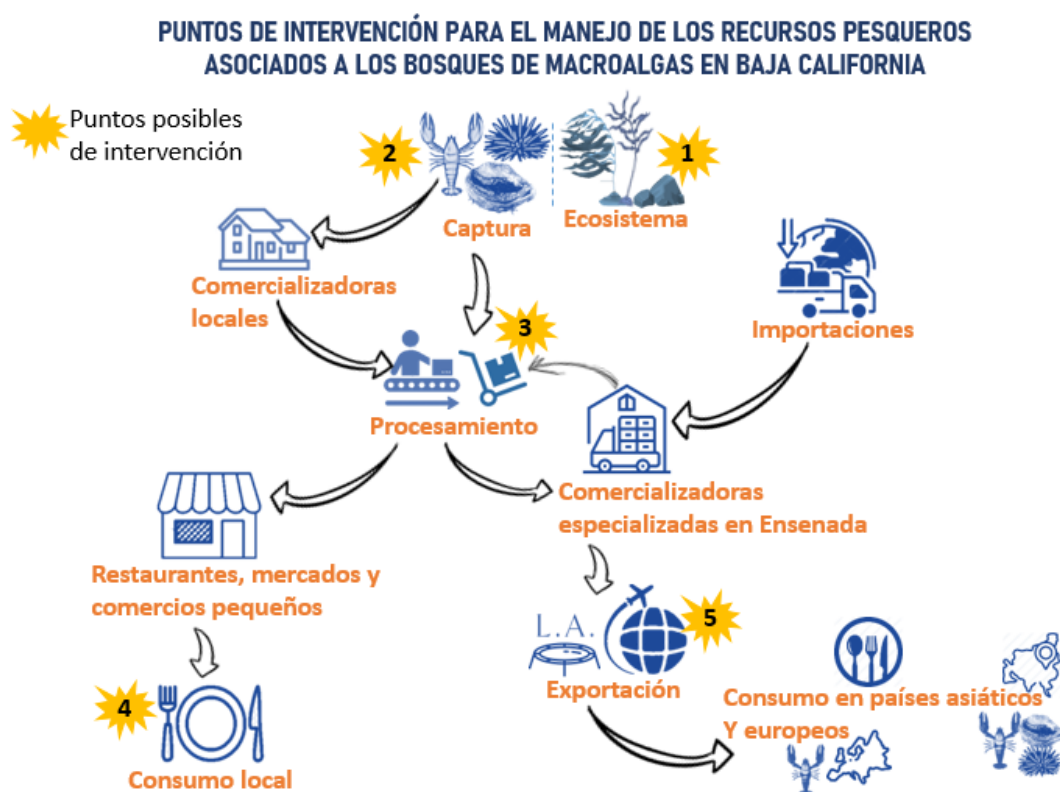 PUNTOS DE INTERVENCIÓN PARA EL MANEJO DE LOS RECURSOS PESQUEROS
ASOCIADOS A LOS BOSQUES DE MACROALGAS EN BAJA CALIFORNIA
Puntos posibles
de intervención
2
1
Captura
Ecosistema
Comercializadoras
locales
Importaciones
3
Procesamiento
Comercializadoras
especializadas en Ensenada
Restaurantes, mercados y
comercios pequeños
L.A.
5
Exportación
Consumo en países asiáticos
Y europeos
4
Consumo local